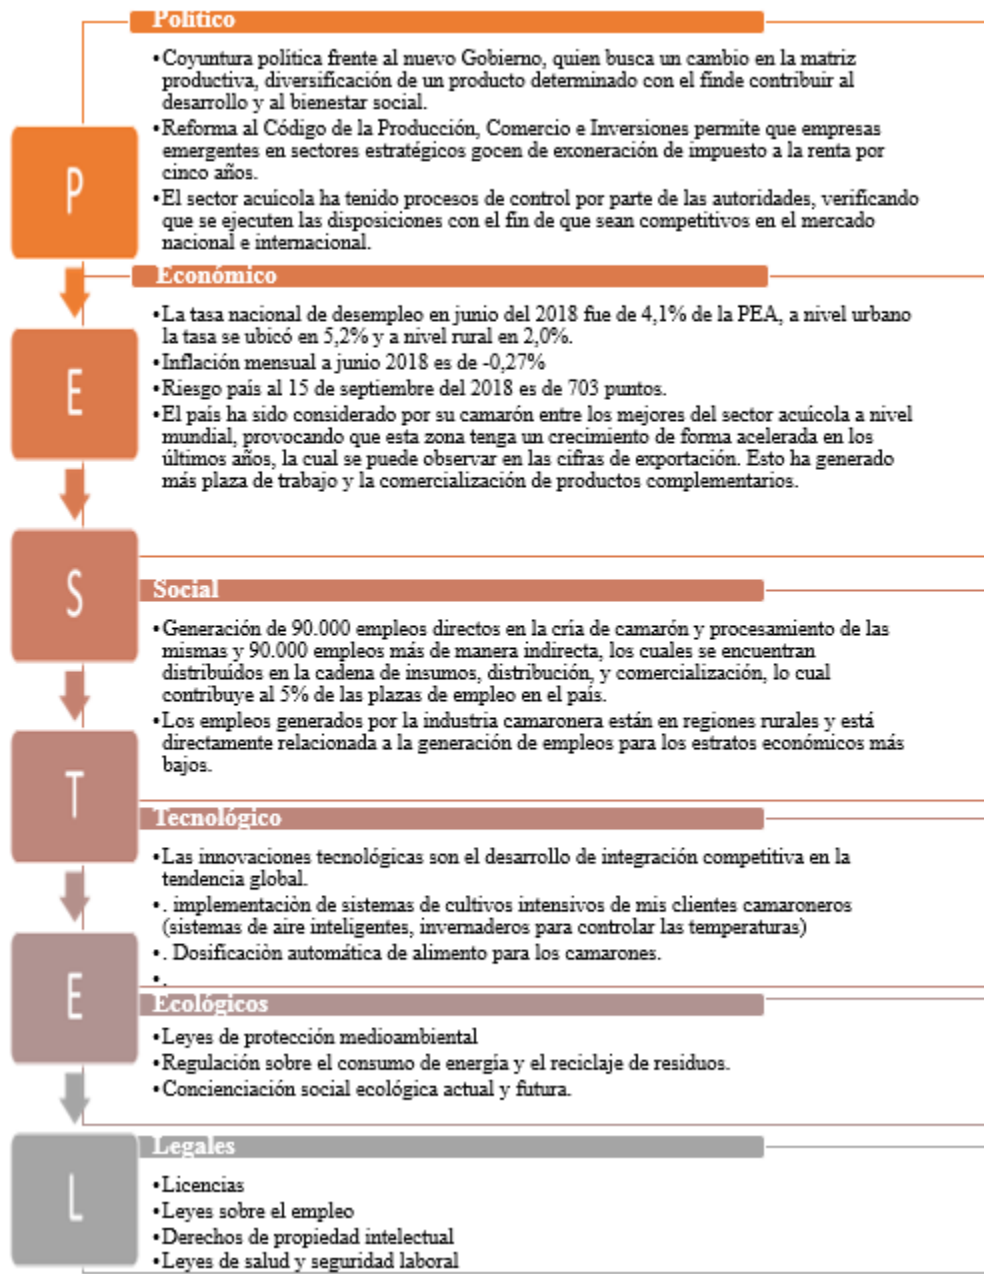 Político
•Coyuntura política frente al nuevo Gobierno, quien busca un cambio en la matriz
productiva, diversificación de un producto determinado con el finde contribuir al
desarrollo y al bienestar social.
•Reforma al Código de la Producción, Comercio e Inversiones permite que empresas
emergentes en sectores estratégicos gocen de exoneración de impuesto a la renta por
cinco años.
P
•El sector acuícola ha tenido procesos de control por parte de las autoridades, verificando
que se ejecuten las disposiciones con el fin de que sean competitivos en el mercado
nacional e internacional.
Económico
•La tasa nacional de desempleo en junio del 2018 fue de 4,1% de la PEA, a nivel urbano
la tasa se ubicó en 5,2% y a nivel rural en 2,0%.
•Inflación mensual a junio 2018 es de -0,27%
E
•Riesgo país al 15 de septiembre del 2018 es de 703 puntos.
•El país ha sido considerado por su camarón entre los mejores del sector acuícola a nivel
mundial, provocando que esta zona tenga un crecimiento de forma acelerada en los
últimos años, la cual se puede observar en las cifras de exportación. Esto ha generado
más plaza de trabajo y la comercialización de productos complementarios.
S
Social
•Generación de 90.000 empleos directos en la cría de camarón y procesamiento de las
mismas y 90.000 empleos más de manera indirecta, los cuales se encuentran
distribuídos en la cadena de insumos, distribución, y comercialización, lo cual
contribuye al 5% de las plazas de empleo en el país.
•Los empleos generados por la industria camaronera están en regiones rurales y está
directamente relacionada a la generación de empleos para los estratos económicos más
bajos.
T
Tecnológico
•Las innovaciones tecnológicas son el desarrollo de integración competitiva en la
tendencia global.
•. implementaciòn de sistemas de cultivos intensivos de mis clientes camaroneros
(sistemas de aire inteligentes, invernaderos para controlar las temperaturas)
•. Dosificaciòn automática de alimento para los camarones.
•.
E
Ecológicos
•Leyes de protección medioambiental
•Regulación sobre el consumo de energía y el reciclaje de residuos.
•Concienciación social ecológica actual y futura.
Legales
L
•Licencias
•Leyes sobre el empleo
•Derechos de propiedad intelectual
•Leyes de salud y seguridad laboral